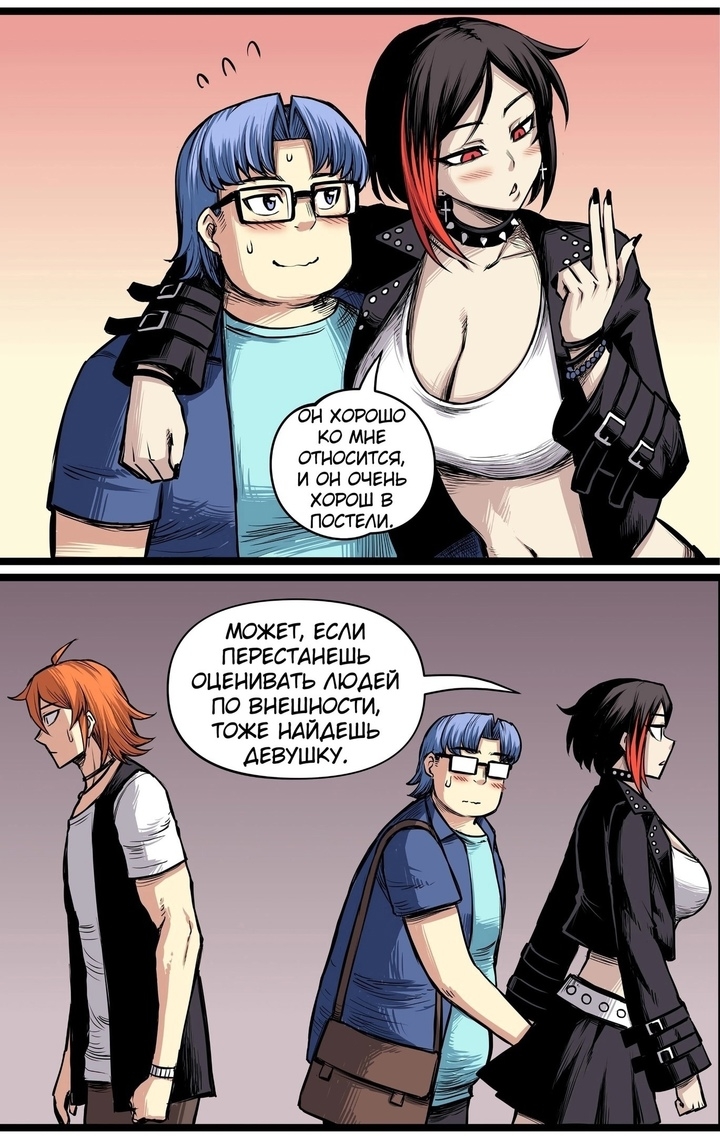 ОН ХОРОШО
КО МНЕ
ОТНОСИТСЯ,
И ОН ОЧЕНЬ
ХОРОШ В
ПОСТЕЛИ.
МОЖЕТ, ЕСЛИ
ПЕРЕСТАНЕШЬ
ОЦЕНИВАТЬ ЛЮДЕЙ
ПО ВНЕШНОСТИ,
ТОЖЕ НАЙДЕШЬ
ДЕВУШКУ.